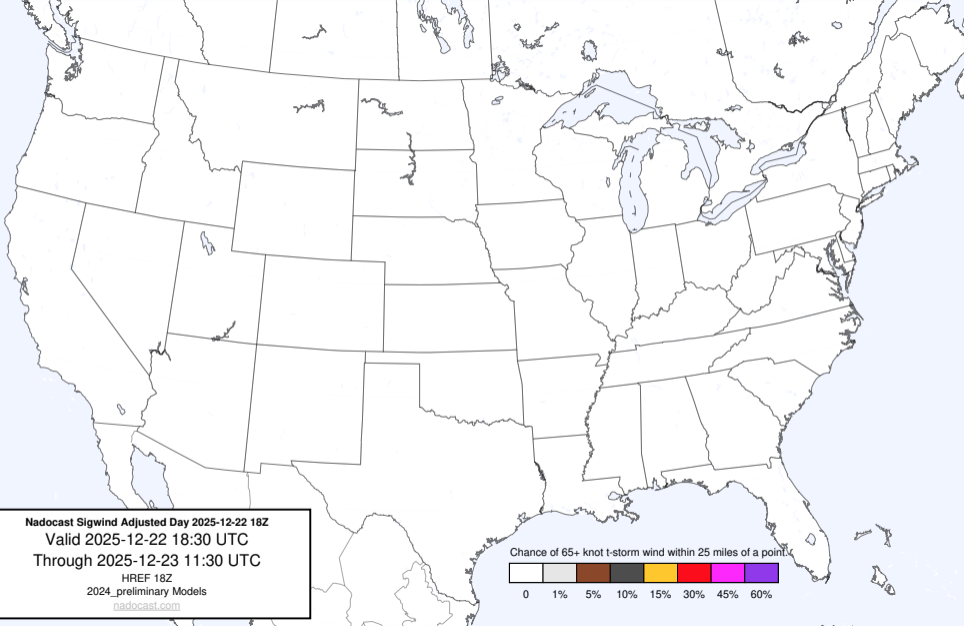 Nadocast Sigwind Adjusted Day 2025-12-22 18Z
Valid 2025-12-22 18:30 UTC
Through 2025-12-23 11:30 UTC
HREF 18Z
2024_preliminary Models
nadocast.com
Chance of 65+ knot t-storm wind within 25 miles of a point.
0 1% 5% 10% 15% 30% 45% 60%